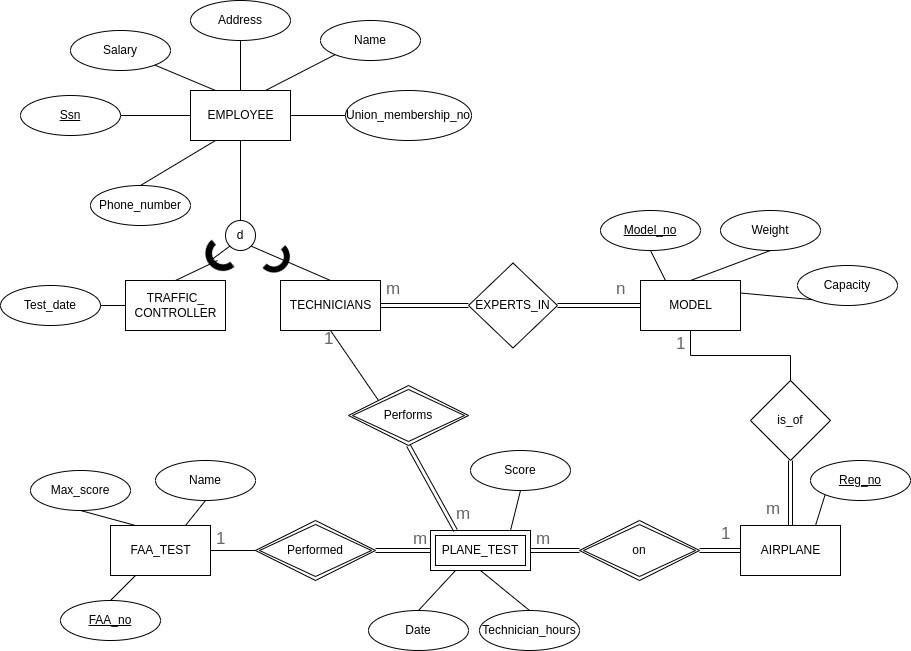 Address
Name
Salary
Ssn
EMPLOYEE
Union_membership_no
Phone_number
d
Model_no
Weight
Capacity
Test_date
TRAFFIC_
CONTROLLER
TECHNICIANS
m
EXPERTS_IN
n
MODEL
1
1
Performs
is_of
Max_score
Name
Score
Reg_no
m
m
FAA_TEST
1
Performed
m
PLANE_TEST
m
on
1
AIRPLANE
FAA_no
Date
Technician_hours